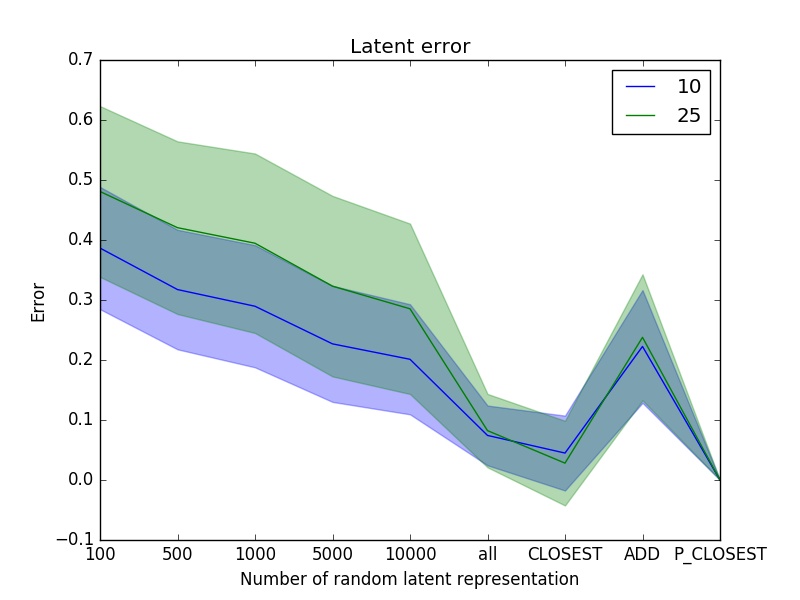 Latent error
0.7
0.6
0.5
0.4
0.3
0.2
0.1
0.0
−0.1
Error
10
25
100 500 1000 5000 10000 all CLOSEST ADD P_CLOSEST
Number of random latent representation